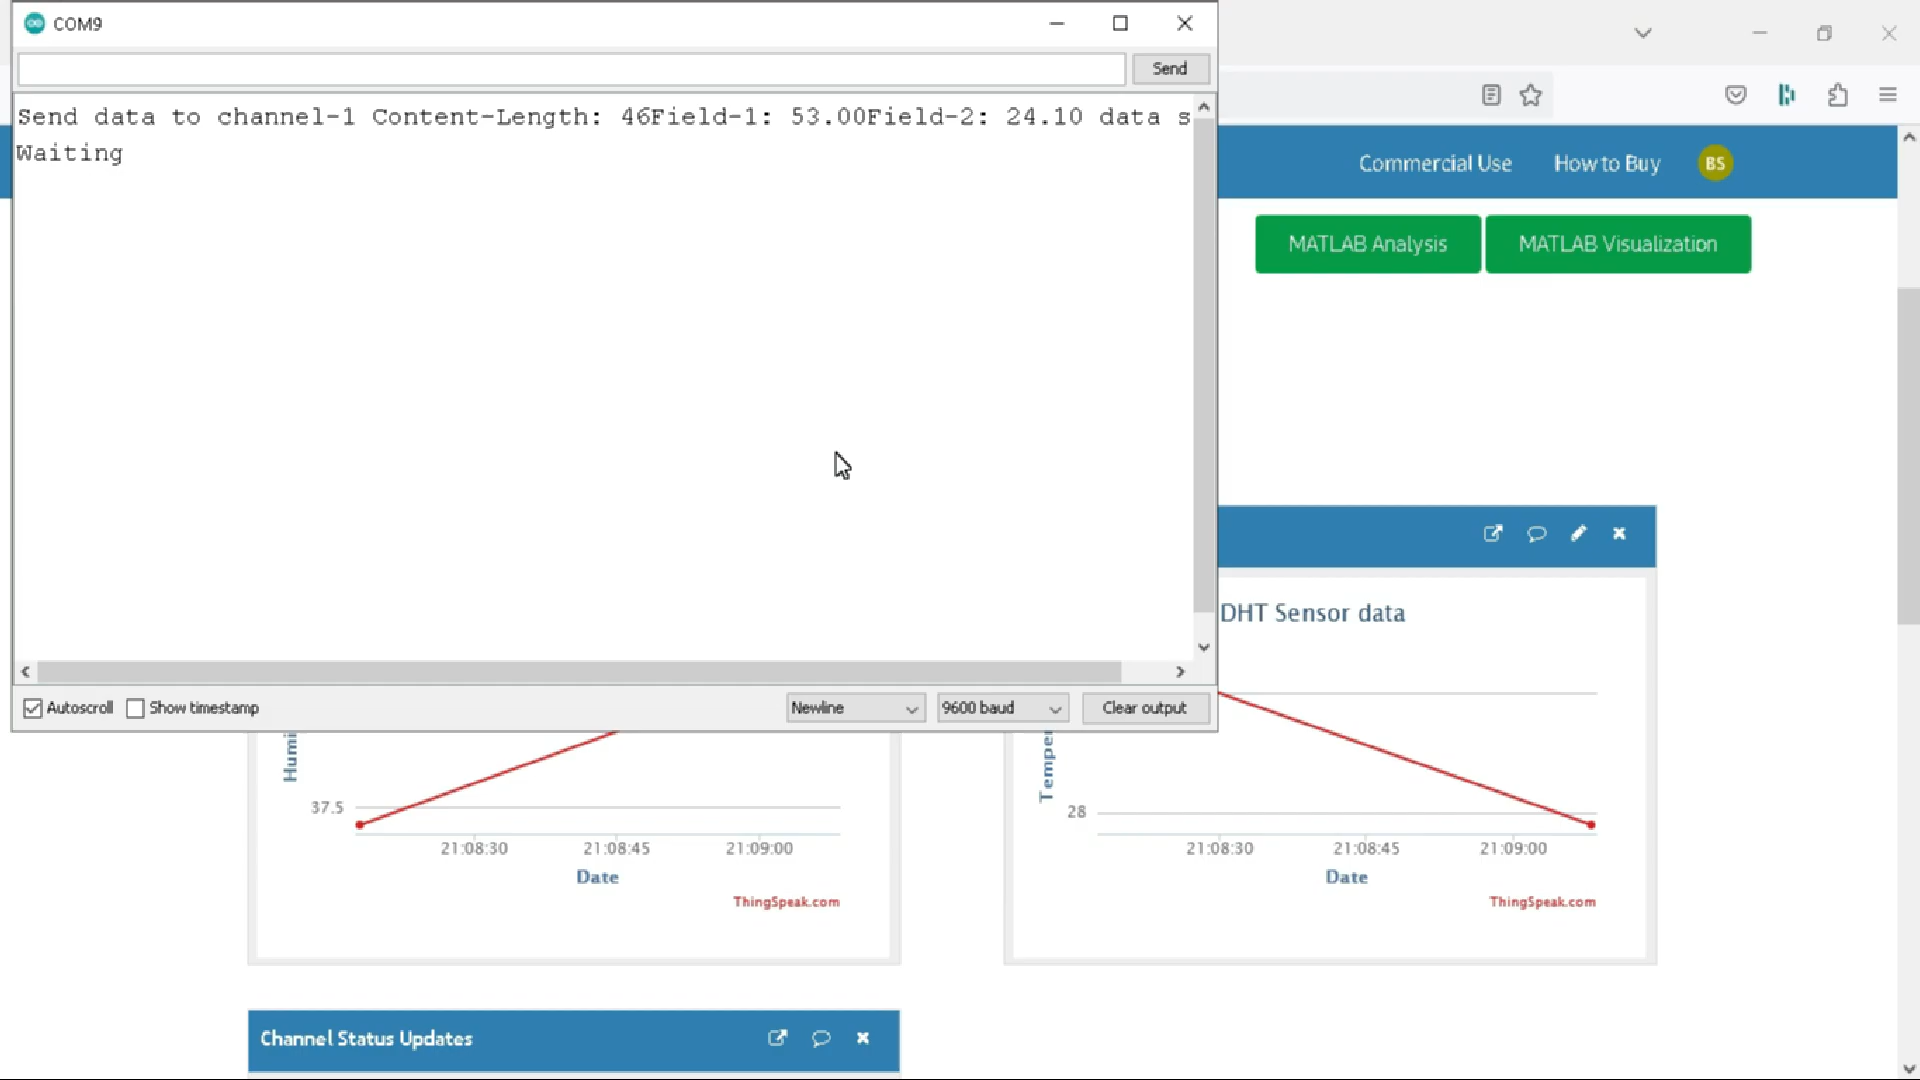 COM9
Send
Send data to channel-1 Content-Length: 46Field-1: 53.00Field-2: 24.10 data s
Waiting
Autoscroll
Show timestamp
Newline
9600 baud
Clear output
Commercial Use
How to Buy
BS
MATLAB Analysis
MATLAB Visualization
Humi
37.5
21:08:30
21:08:45
21:09:00
Date
ThingSpeak.com
DHT Sensor data
Temper
28
21:08:30
21:08:45
21:09:00
Date
ThingSpeak.com
Channel Status Updates